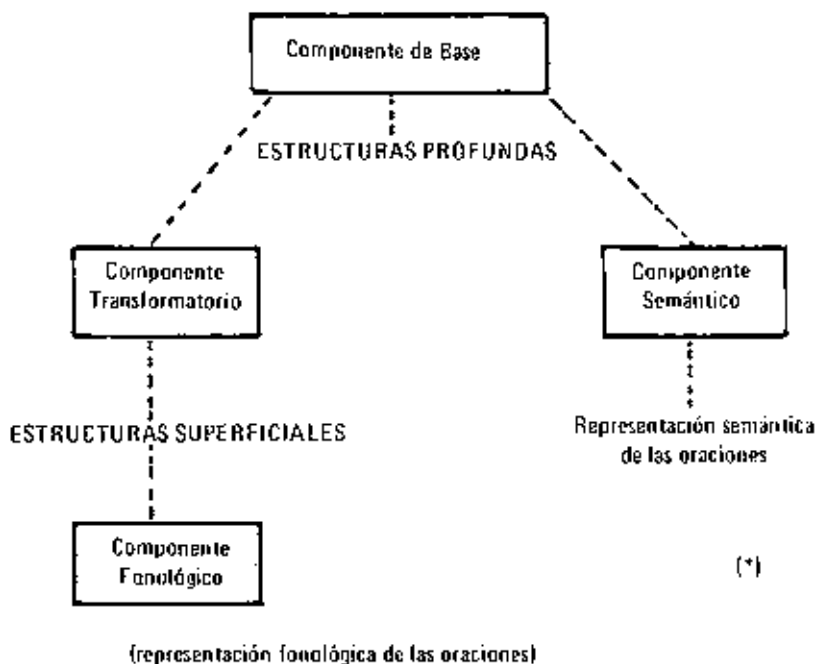 Componente de Base
ESTRUCTURAS PROFUNDAS
Componente
Transformatorio
Componente
Semántico
ESTRUCTURAS SUPERFICIALES
Representación semántica
de las oraciones
Componente
Fonológico
(*)
(representación fonológica de las oraciones)